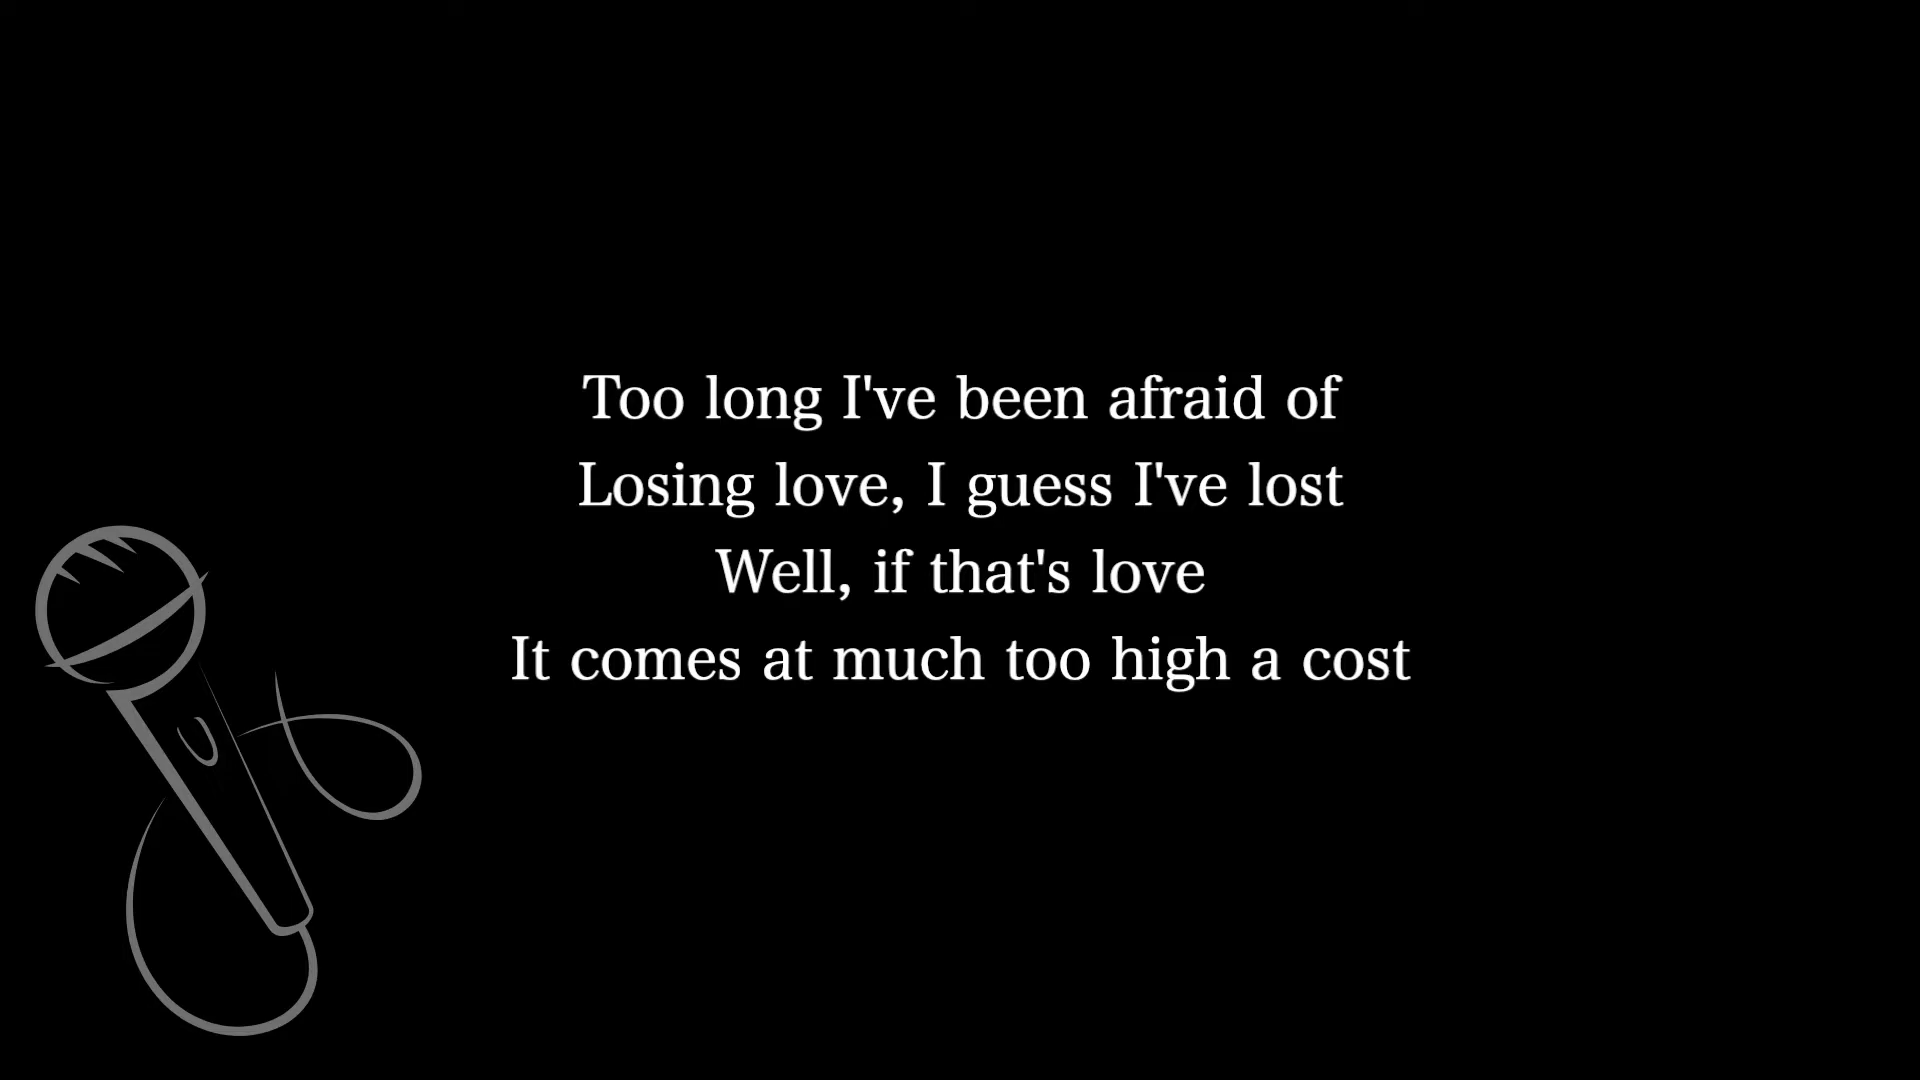 Too long I've been afraid of
Losing love, I guess I've lost
Well, if that's love
It comes at much too high a cost